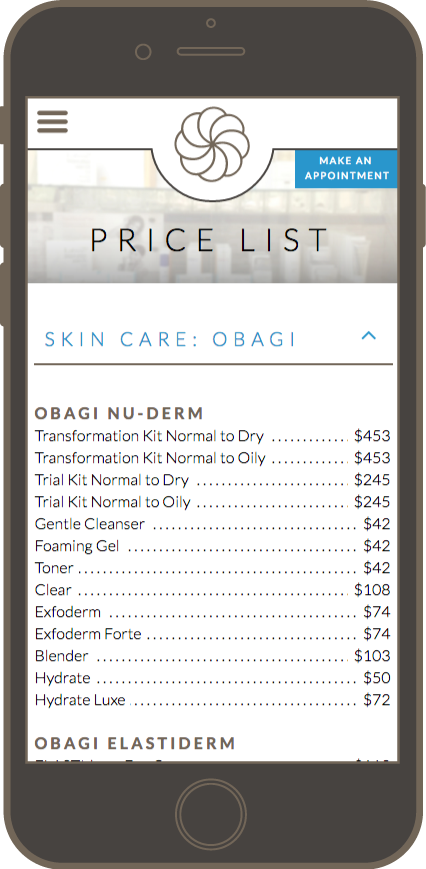 MAKE AN
APPOINTMENT
PRICE LIST
SKIN CARE: OBAGI
OBAGI NU-DERM
Transformation Kit Normal to Dry ............ $453
Transformation Kit Normal to Oily ............ $453
Trial Kit Normal to Dry ........................ $245
Trial Kit Normal to Oily ........................ $245
Gentle Cleanser ................................ $42
Foaming Gel .................................... $42
Toner ............................................ $42
Clear ........................................... $108
Exfoderm ....................................... $74
Exfoderm Forte ................................. $74
Blender ........................................ $103
Hydrate ......................................... $50
Hydrate Luxe ................................... $72
OBAGI ELASTIDERM